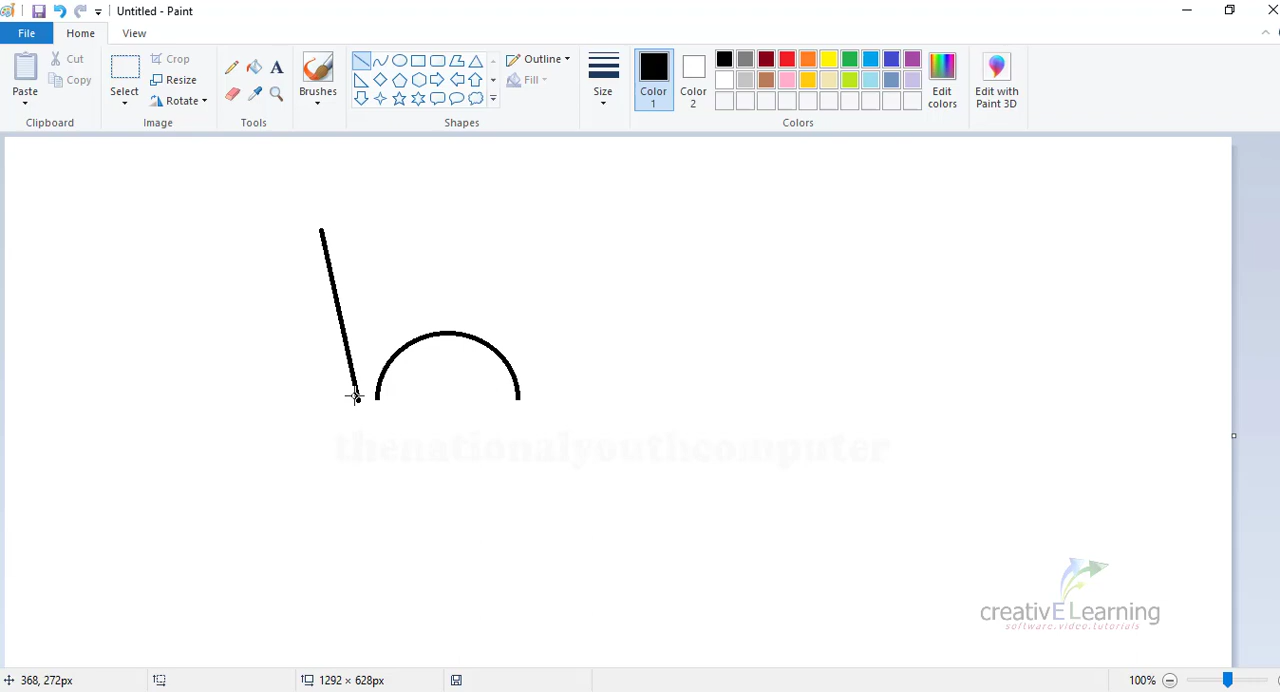 Untitled - Paint
File Home View
Paste
Cut
Copy
Clipboard
Select
Crop
Resize
Rotate
Image
Tools
Brushes
Outline
Fill
Shapes
Size
Color 1
Color 2
Edit colors
Colors
Edit with Paint 3D
thenationalyouthcomputer
creativELearning
software.video.tutorials
368, 272px
1292 × 628px
100%